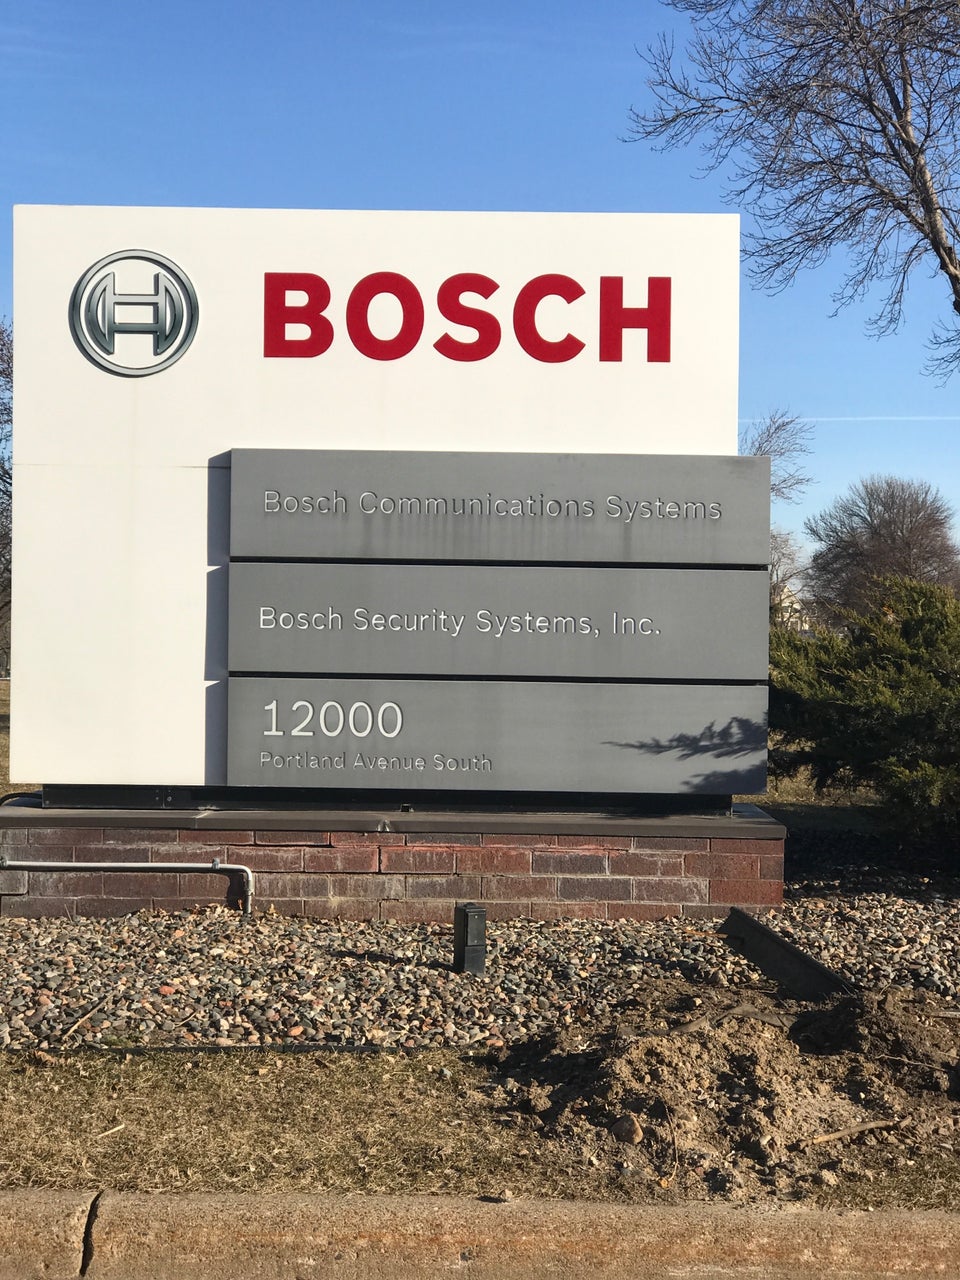 BOSCH
Bosch Communications Systems
Bosch Security Systems, Inc.
12000
Portland Avenue South